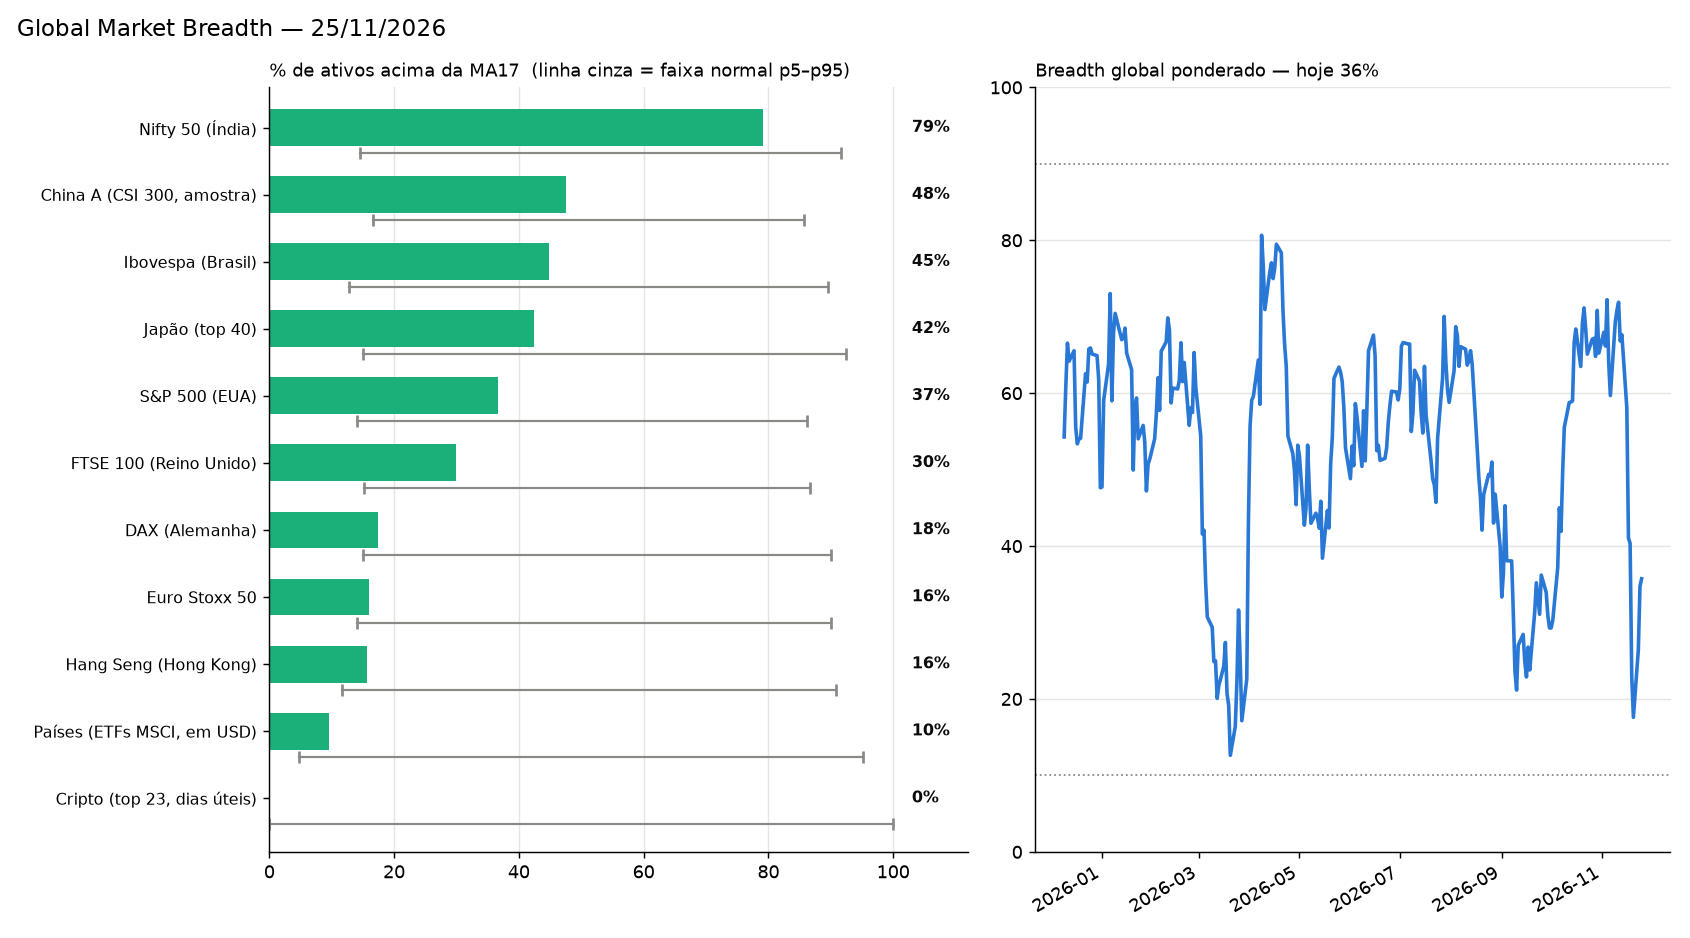 Global Market Breadth — 25/11/2026
% de ativos acima da MA17  (linha cinza = faixa normal p5–p95)
Nifty 50 (Índia)
79%
China A (CSI 300, amostra)
48%
Ibovespa (Brasil)
45%
Japão (top 40)
42%
S&P 500 (EUA)
37%
FTSE 100 (Reino Unido)
30%
DAX (Alemanha)
18%
Euro Stoxx 50
16%
Hang Seng (Hong Kong)
16%
Países (ETFs MSCI, em USD)
10%
Cripto (top 23, dias úteis)
0%
0 20 40 60 80 100
Breadth global ponderado — hoje 36%
100
80
60
40
20
0
2026-01 2026-03 2026-05 2026-07 2026-09 2026-11